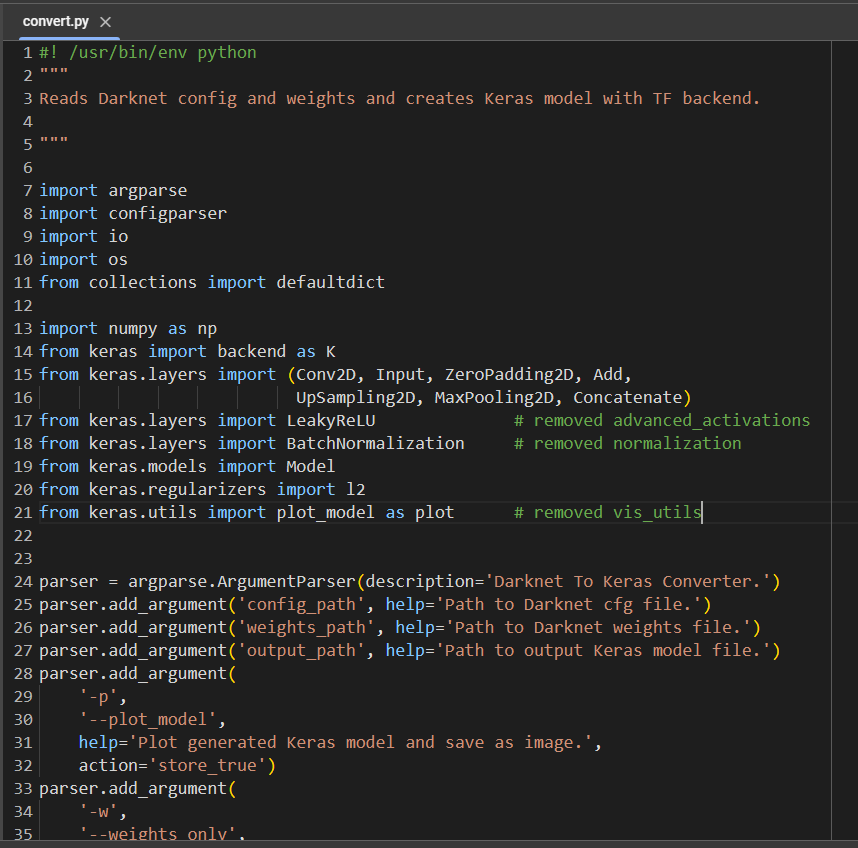 convert.py ×
1 #! /usr/bin/env python
2 """
3 Reads Darknet config and weights and creates Keras model with TF backend.
4
5 """
6
7 import argparse
8 import configparser
9 import io
10 import os
11 from collections import defaultdict
12
13 import numpy as np
14 from keras import backend as K
15 from keras.layers import (Conv2D, Input, ZeroPadding2D, Add,
16                           UpSampling2D, MaxPooling2D, Concatenate)
17 from keras.layers import LeakyReLU              # removed advanced_activations
18 from keras.layers import BatchNormalization     # removed normalization
19 from keras.models import Model
20 from keras.regularizers import l2
21 from keras.utils import plot_model as plot      # removed vis_utils
22
23
24 parser = argparse.ArgumentParser(description='Darknet To Keras Converter.')
25 parser.add_argument('config_path', help='Path to Darknet cfg file.')
26 parser.add_argument('weights_path', help='Path to Darknet weights file.')
27 parser.add_argument('output_path', help='Path to output Keras model file.')
28 parser.add_argument(
29     '-p',
30     '--plot_model',
31     help='Plot generated Keras model and save as image.',
32     action='store_true')
33 parser.add_argument(
34     '-w',
35     '--weights_only',